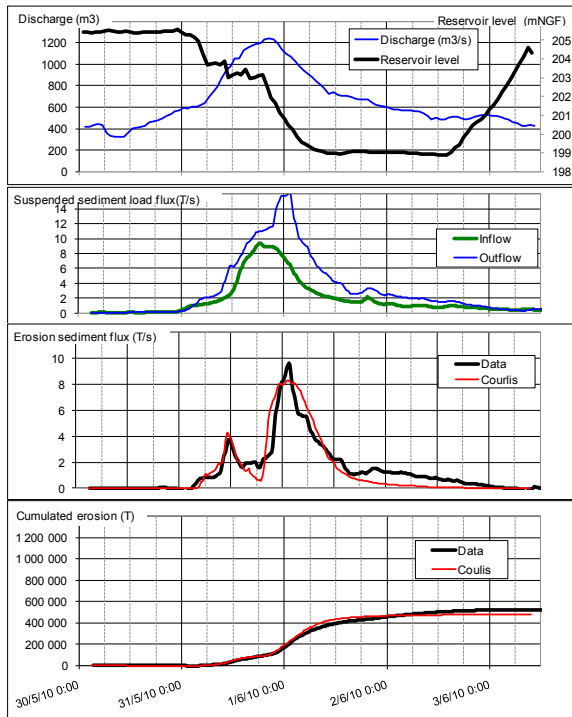 Discharge (m3)
Reservoir level (mNGF)
1200
1000
800
600
400
200
0
205
204
203
202
201
200
199
198
Discharge (m3/s)
Reservoir level
Suspended sediment load flux(T/s)
14
12
10
8
6
4
2
0
Inflow
Outflow
Erosion sediment flux (T/s)
10
8
6
4
2
0
Data
Courlis
Cumulated erosion (T)
1 200 000
1 000 000
800 000
600 000
400 000
200 000
0
Data
Coulis
30/5/10 0:00
31/5/10 0:00
1/6/10 0:00
2/6/10 0:00
3/6/10 0:00